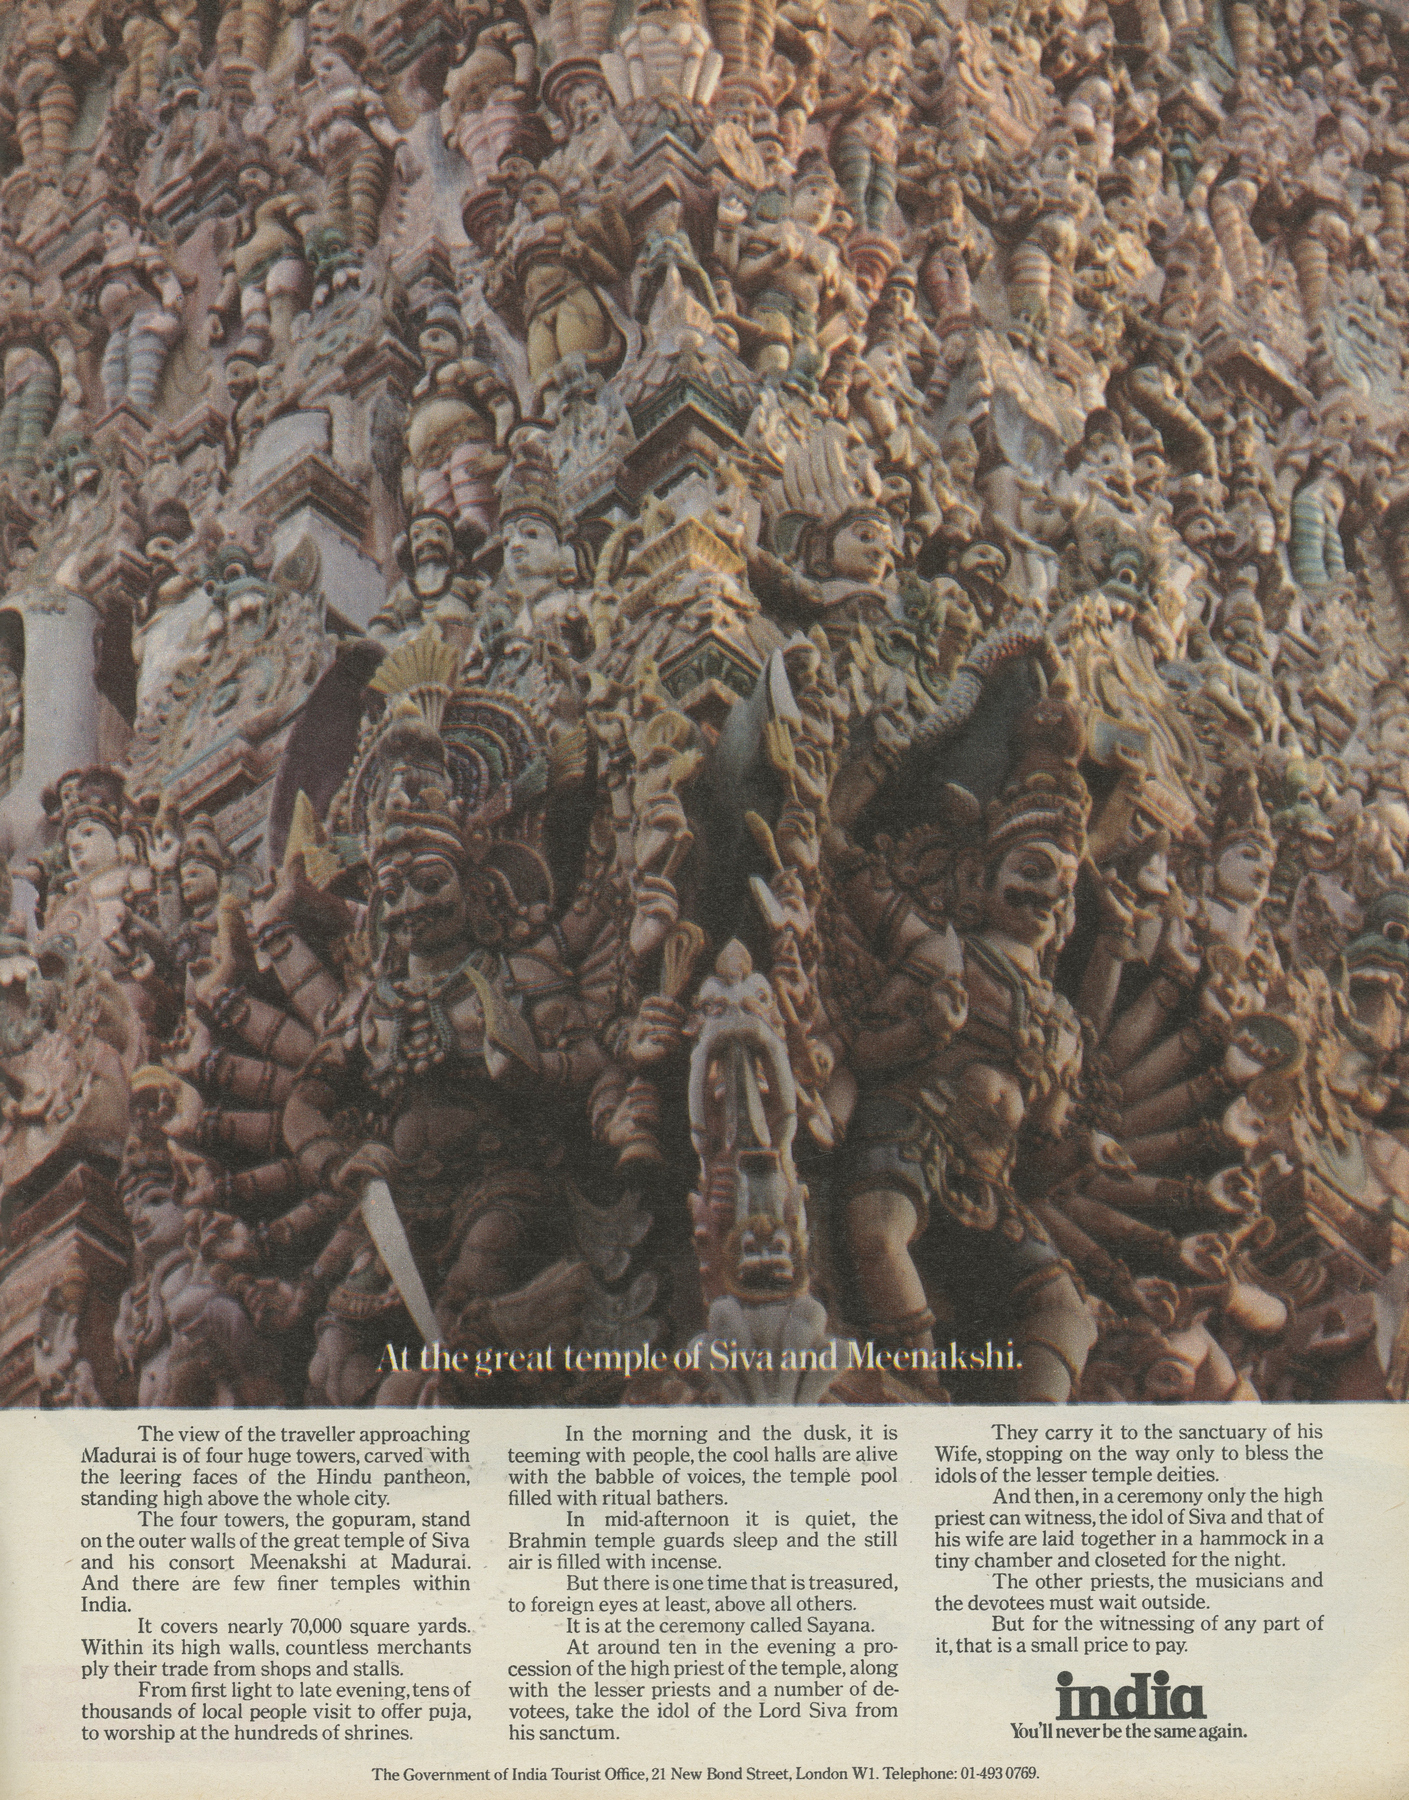 At the great temple of Siva and Meenakshi.
The view of the traveller approaching
Madurai is of four huge towers, carved with
the leering faces of the Hindu pantheon,
standing high above the whole city.
The four towers, the gopuram, stand
on the outer walls of the great temple of Siva
and his consort Meenakshi at Madurai.
And there are few finer temples within
India.
It covers nearly 70,000 square yards.
Within its high walls, countless merchants
ply their trade from shops and stalls.
From first light to late evening, tens of
thousands of local people visit to offer puja,
to worship at the hundreds of shrines.
In the morning and the dusk, it is
teeming with people, the cool halls are alive
with the babble of voices, the temple pool
filled with ritual bathers.
In mid-afternoon it is quiet, the
Brahmin temple guards sleep and the still
air is filled with incense.
But there is one time that is treasured,
to foreign eyes at least, above all others.
It is at the ceremony called Sayana.
At around ten in the evening a pro-
cession of the high priest of the temple, along
with the lesser priests and a number of de-
votees, take the idol of the Lord Siva from
his sanctum.
They carry it to the sanctuary of his
Wife, stopping on the way only to bless the
idols of the lesser temple deities.
And then, in a ceremony only the high
priest can witness, the idol of Siva and that of
his wife are laid together in a hammock in a
tiny chamber and closeted for the night.
The other priests, the musicians and
the devotees must wait outside.
But for the witnessing of any part of
it, that is a small price to pay.
india
You'll never be the same again.
The Government of India Tourist Office, 21 New Bond Street, London W1. Telephone: 01-493 0769.